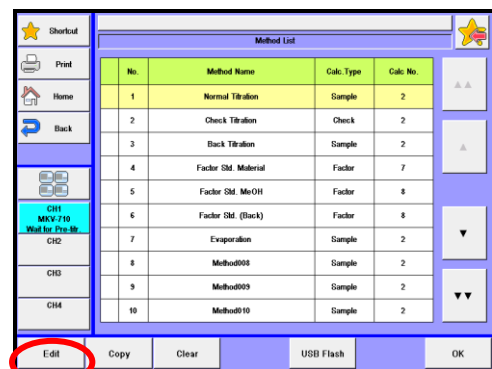 Shortcut
Method List
Print
Home
Back
No. Method Name Calc.Type Calc No.
1 Normal Titration Sample 2
2 Check Titration Check 2
3 Back Titration Sample 2
4 Factor Std. Material Factor 7
5 Factor Std. MeOH Factor 8
6 Factor Std. (Back) Factor 8
7 Evaporation Sample 2
8 Method008 Sample 2
9 Method009 Sample 2
10 Method010 Sample 2
CH1
MKV-710
Wait for Pre-titr.
CH2
CH3
CH4
Edit Copy Clear USB Flash OK